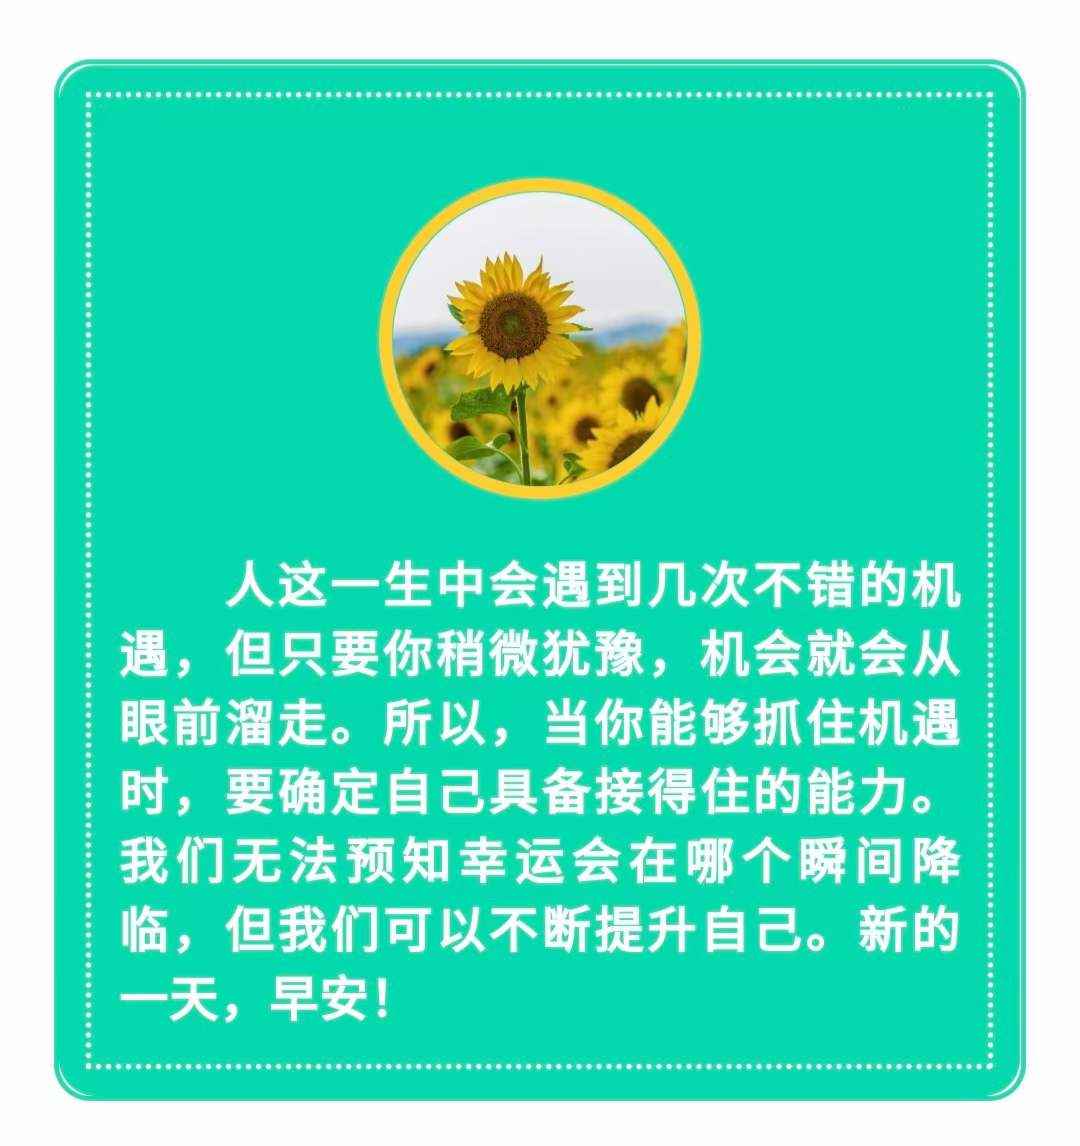 人这一生中会遇到几次不错的机
遇，但只要你稍微犹豫，机会就会从
眼前溜走。所以，当你能够抓住机遇
时，要确定自己具备接得住的能力。
我们无法预知幸运会在哪个瞬间降
临，但我们可以不断提升自己。新的
一天，早安！